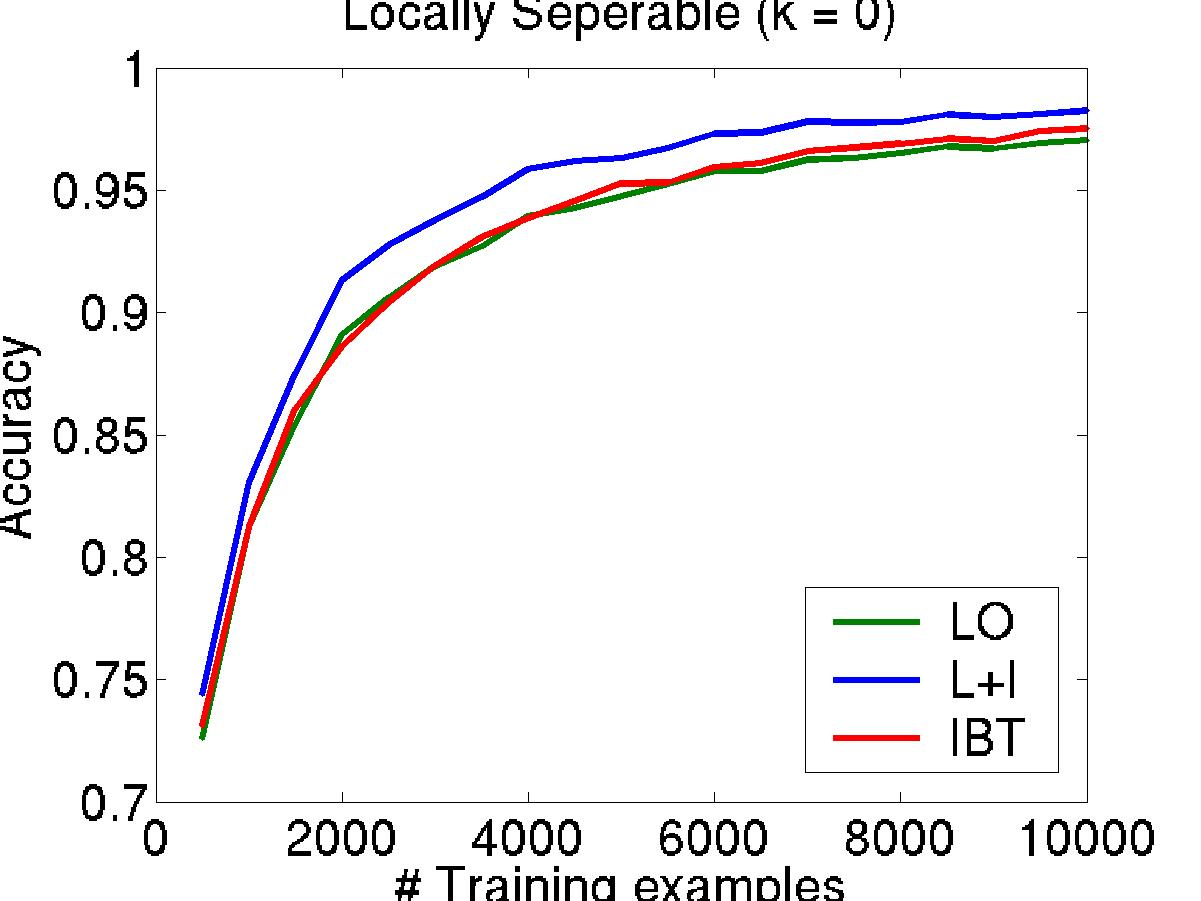 Locally Seperable (k = 0)
1
0.95
0.9
0.85
0.8
0.75
0.7
Accuracy
LO
L+I
IBT
0 2000 4000 6000 8000 10000
# Training examples